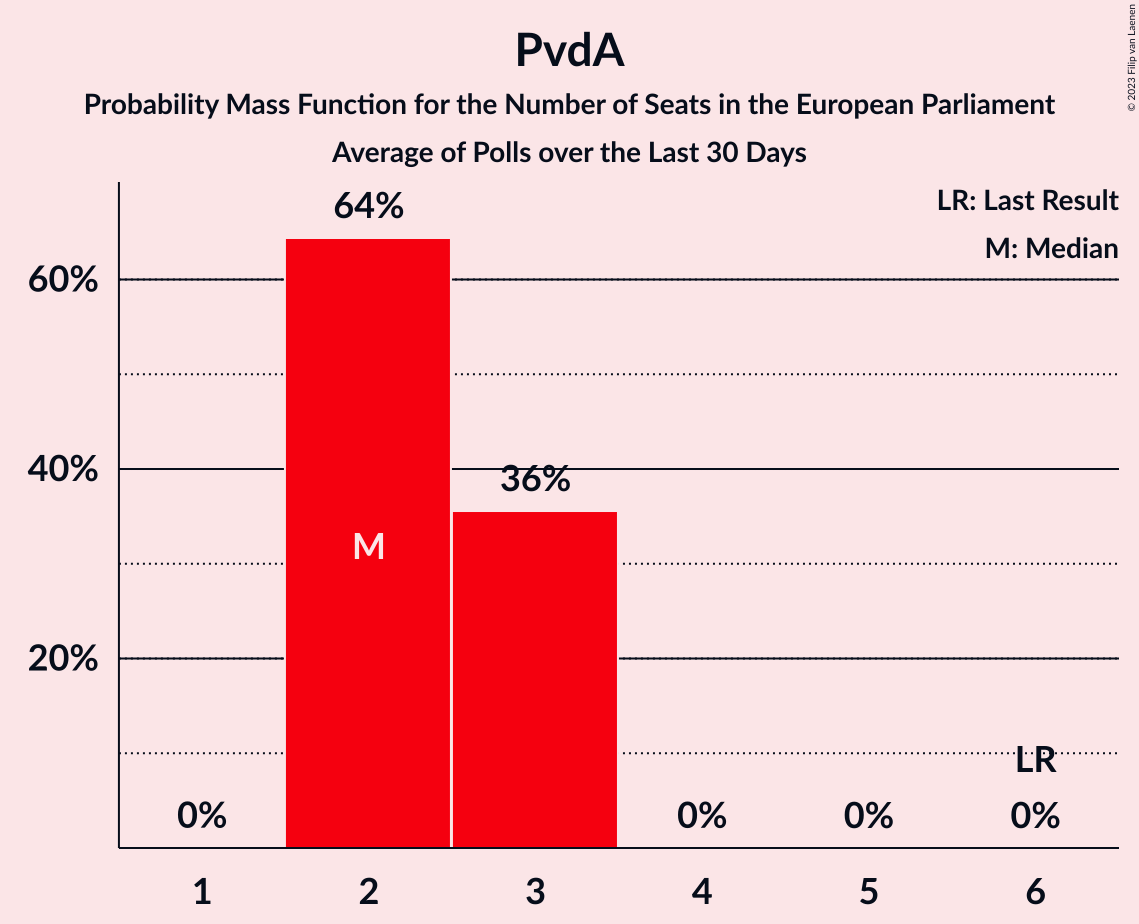 PvdA
Probability Mass Function for the Number of Seats in the European Parliament
Average of Polls over the Last 30 Days
© 2023 Filip van Laenen
LR: Last Result
M: Median
64%
60%
40%
36%
M
20%
LR
0%
0%
0%
0%
1
2
3
4
5
6